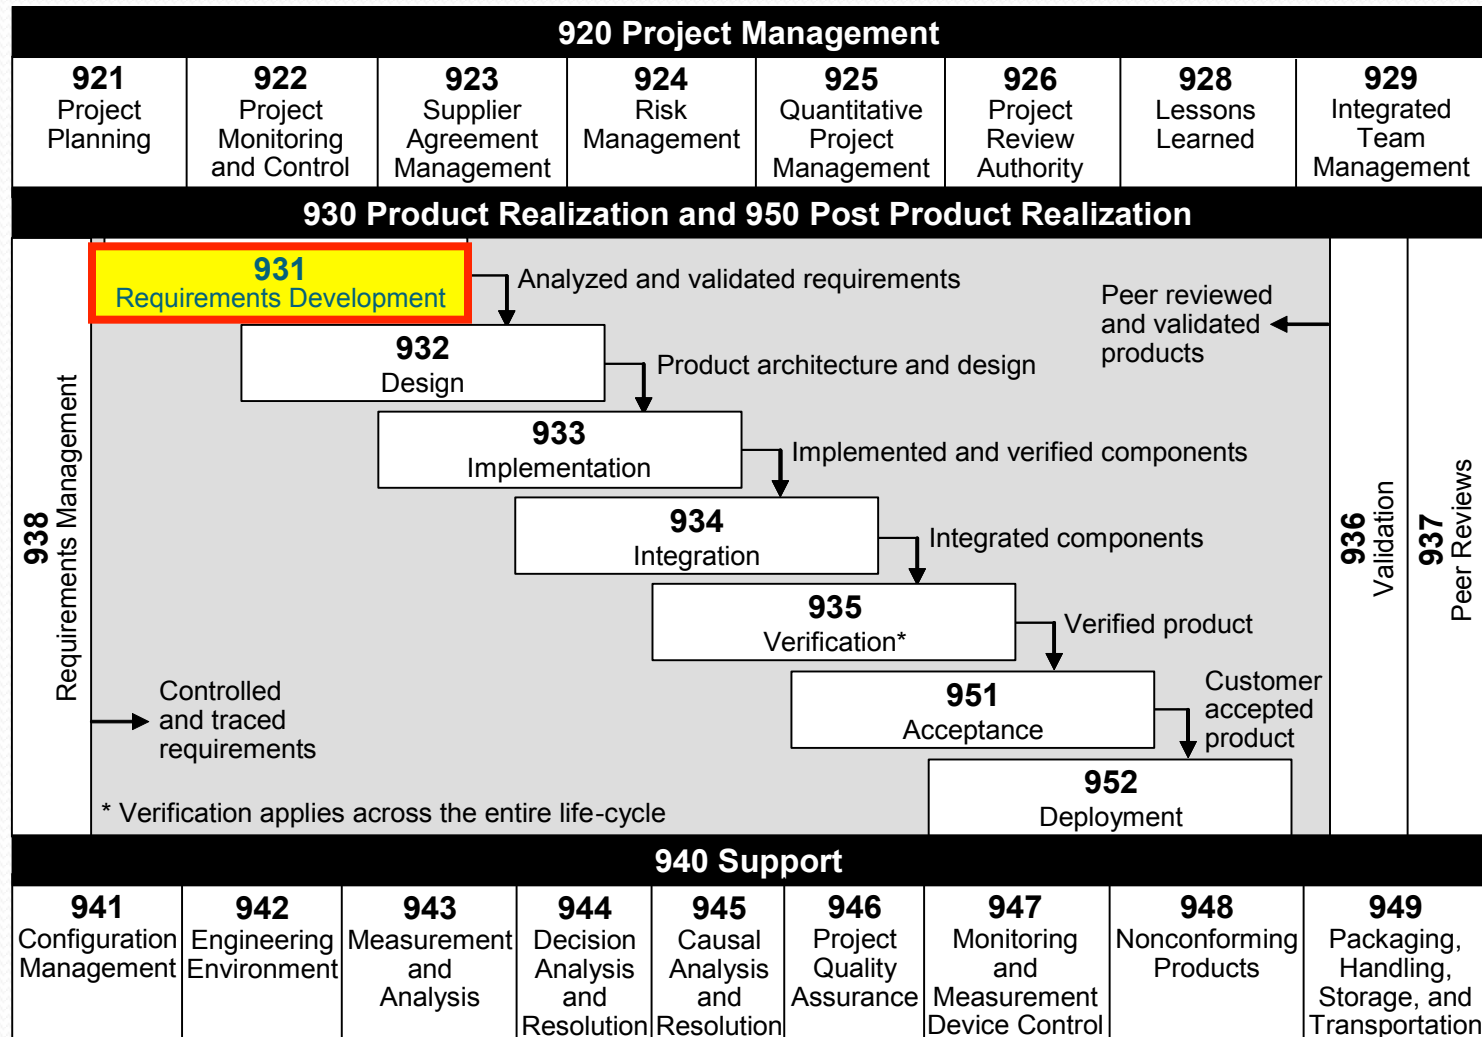 920 Project Management
921
Project
Planning
922
Project
Monitoring
and Control
923
Supplier
Agreement
Management
924
Risk
Management
925
Quantitative
Project
Management
926
Project
Review
Authority
928
Lessons
Learned
929
Integrated
Team
Management
930 Product Realization and 950 Post Product Realization
938
Requirements Management
931
Requirements Development
Analyzed and validated requirements
932
Design
Product architecture and design
933
Implementation
Implemented and verified components
934
Integration
Integrated components
935
Verification*
Verified product
951
Acceptance
Customer
accepted
product
952
Deployment
Peer reviewed
and validated
products
Controlled
and traced
requirements
* Verification applies across the entire life-cycle
936
Validation
937
Peer Reviews
940 Support
941
Configuration
Management
942
Engineering
Environment
943
Measurement
and
Analysis
944
Decision
Analysis
and
Resolution
945
Causal
Analysis
and
Resolution
946
Project
Quality
Assurance
947
Monitoring
and
Measurement
Device Control
948
Nonconforming
Products
949
Packaging,
Handling,
Storage, and
Transportation